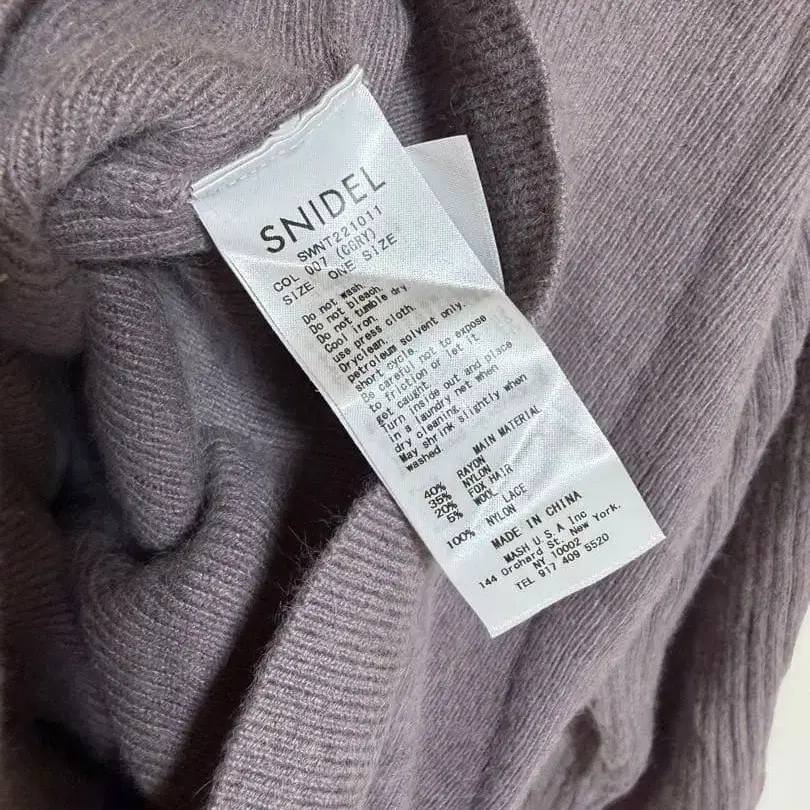 SNIDEL
SWNT221011
COL 007 (CGRY)
SIZE ONE SIZE
Do not wash.
Do not bleach.
Do not tumble dry.
Cool iron.
use press cloth.
Dryclean.
petroleum solvent only.
short cycle.
Be careful not to expose
to friction or let it
get caught.
Turn inside out and place
in a laundry net when
dry cleaning.
May shrink slightly when
washed.
MAIN MATERIAL
40% RAYON
35% NYLON
20% FOX HAIR
5% WOOL
LACE
100% NYLON
MADE IN CHINA
MASH U.S.A Inc
144 Orchard St. New York.
NY 10002
TEL 917 409 5520